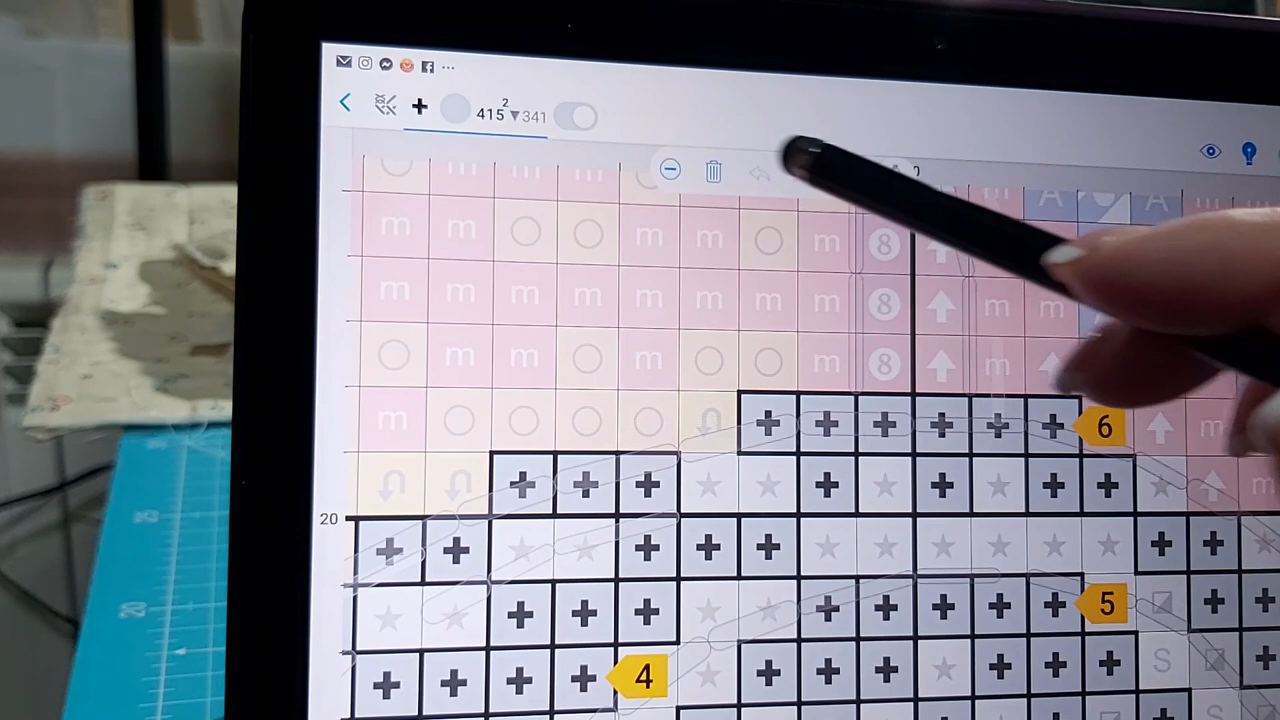 2
415 ▼341
m m m A A m
m m m m m 8
m m m m m m m m 8 m m
m m m m 8 m
m 6 m
m
20
5
4 S
S